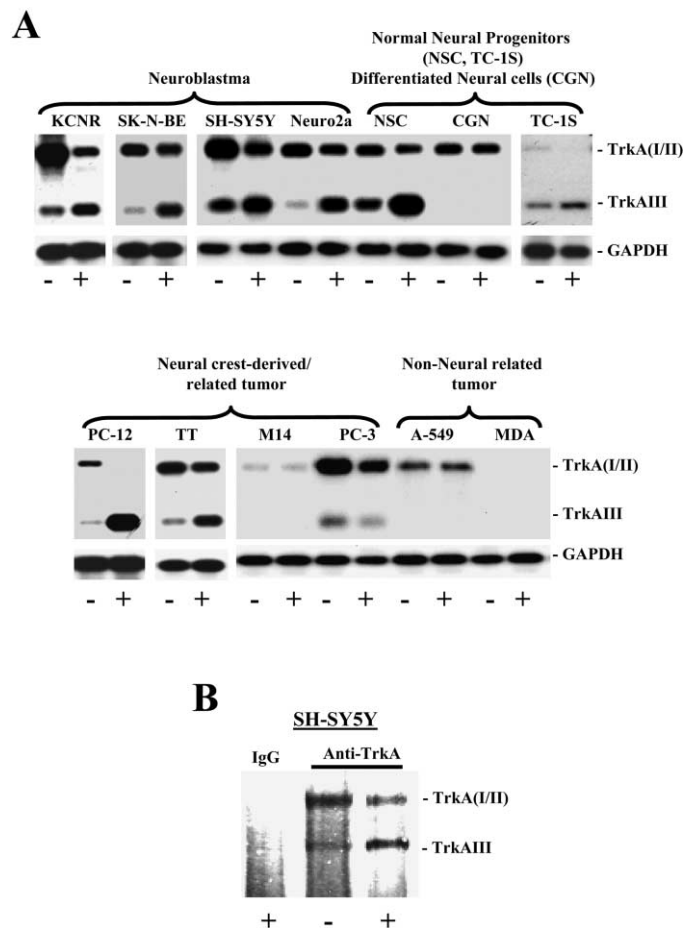 A
Normal Neural Progenitors
(NSC, TC-1S)
Neuroblastma
Differentiated Neural cells (CGN)
KCNR SK-N-BE SH-SY5Y Neuro2a NSC CGN TC-1S
- TrkA(I/II)
- TrkAIII
- GAPDH
- + - + - + - + - + - + - +
Neural crest-derived/
related tumor
Non-Neural related
tumor
PC-12 TT M14 PC-3 A-549 MDA
- TrkA(I/II)
- TrkAIII
- GAPDH
- + - + - + - + - + - +
B
SH-SY5Y
IgG Anti-TrkA
- TrkA(I/II)
- TrkAIII
+ - +